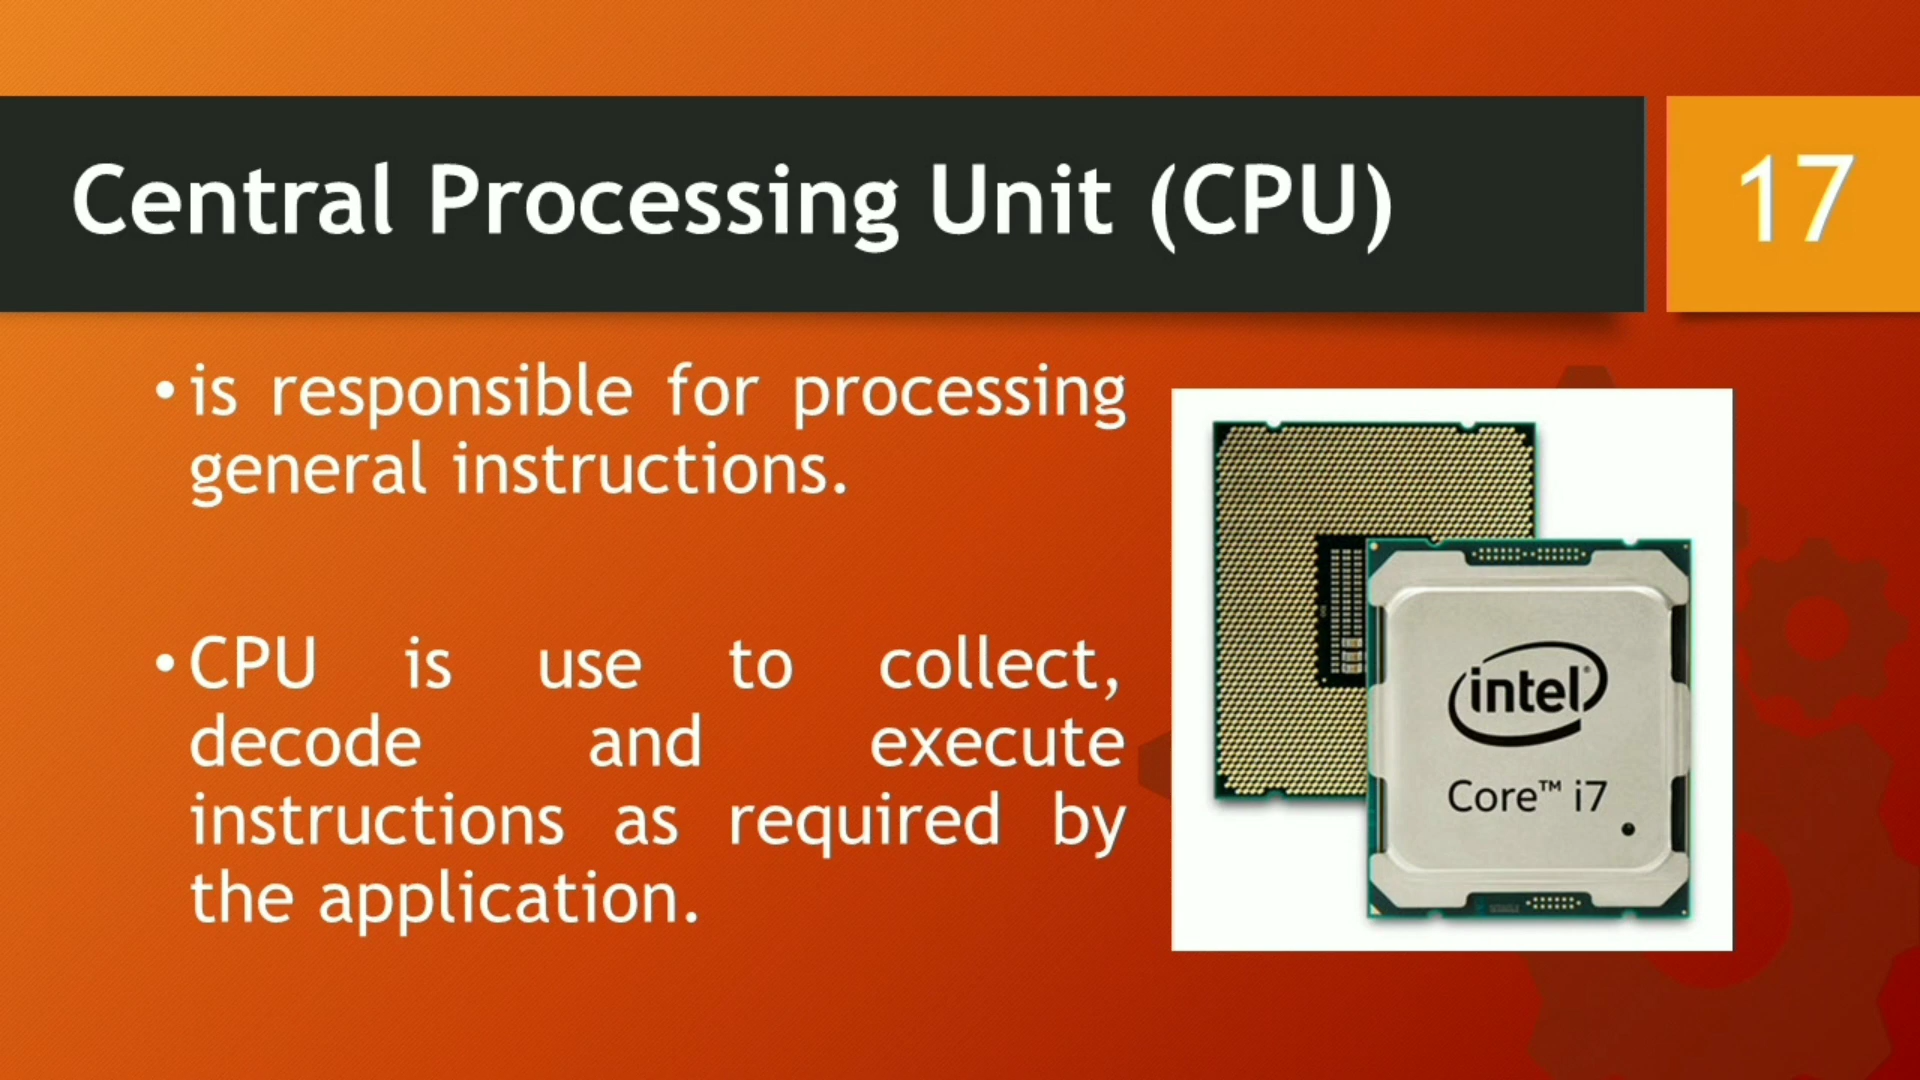 Central Processing Unit (CPU)
17
• is responsible for processing
general instructions.
• CPU is use to collect,
decode and execute
instructions as required by
the application.
intel®
Core™ i7